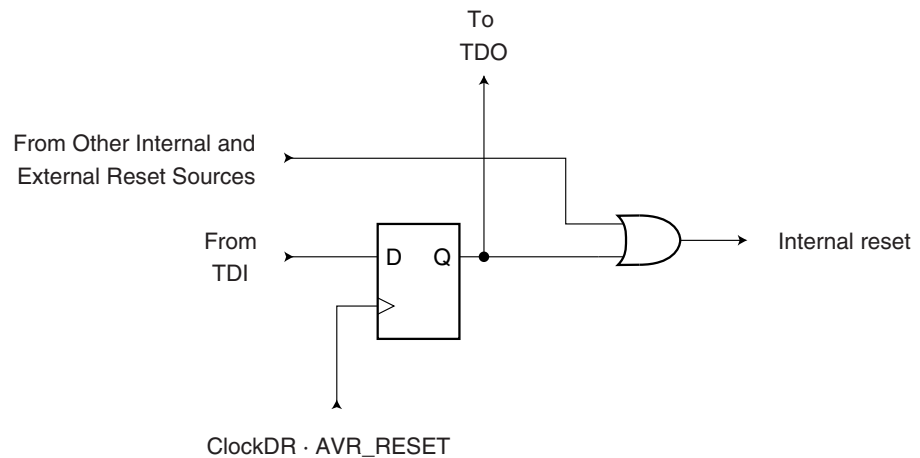 To
TDO
From Other Internal and
External Reset Sources
From
TDI
D Q
Internal reset
ClockDR · AVR_RESET